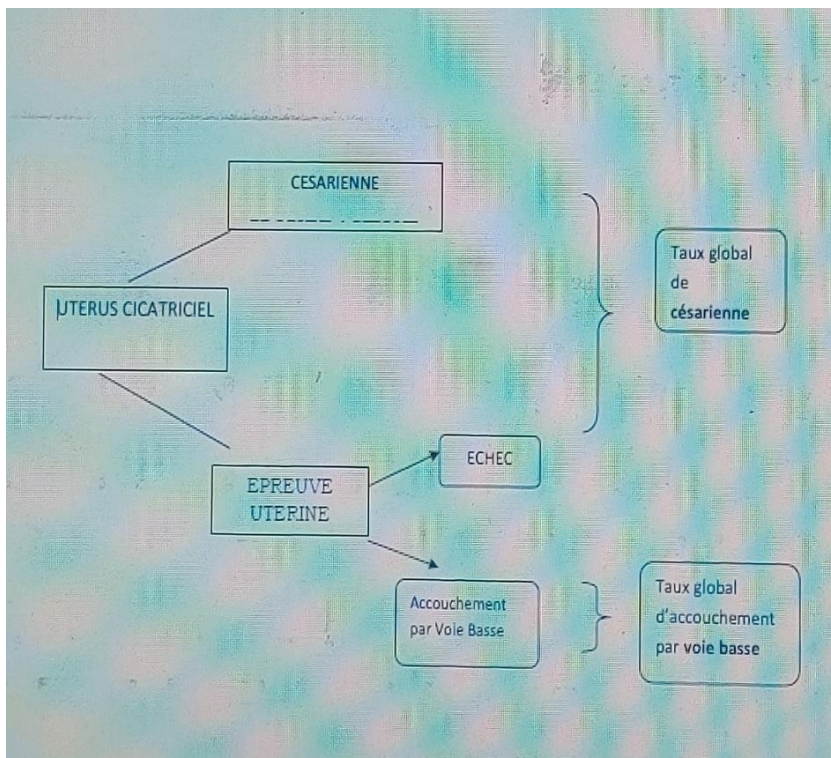 CESARIENNE
Taux global
de
césarienne
UTERUS CICATRICIEL
ECHEC
EPREUVE
UTERINE
Accouchement
par Voie Basse
Taux global
d'accouchement
par voie basse